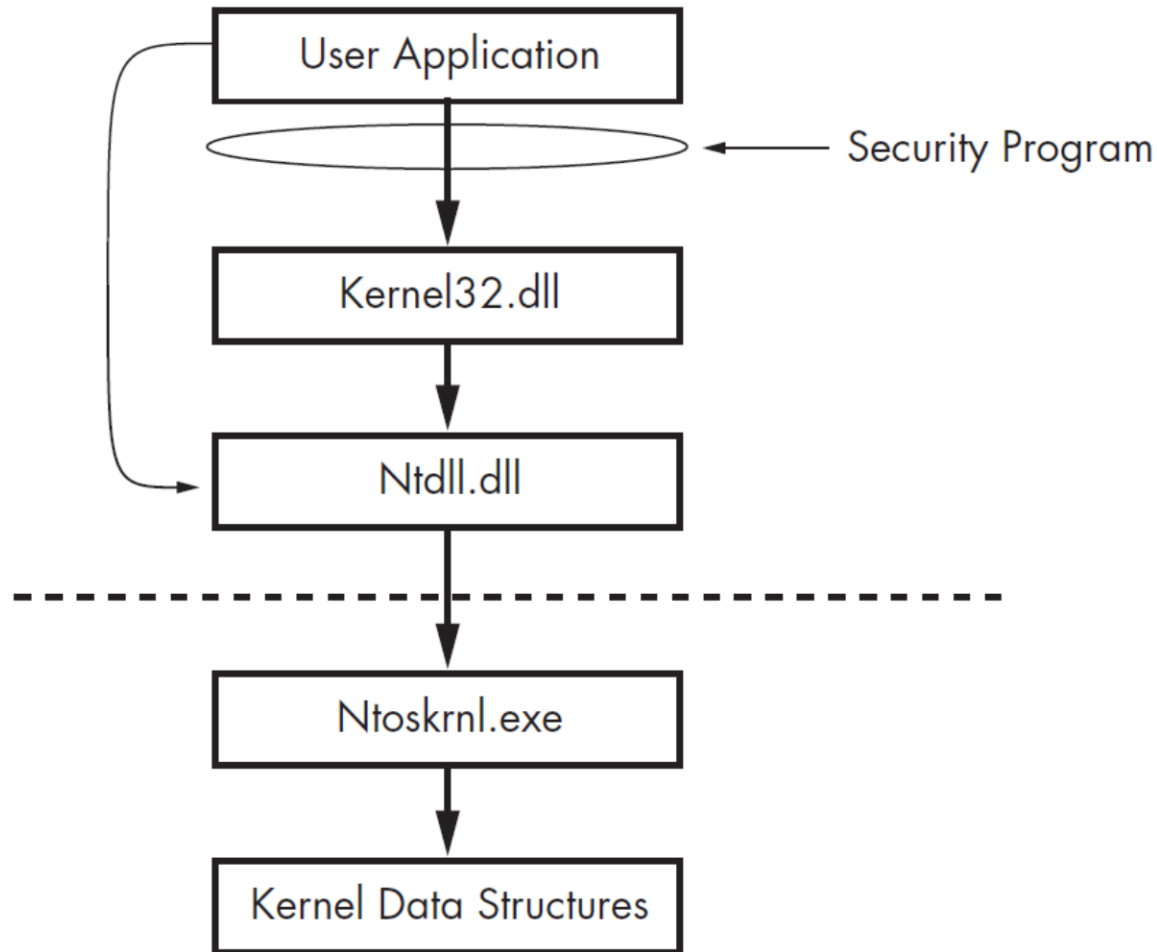 User Application
Security Program
Kernel32.dll
Ntdll.dll
Ntoskrnl.exe
Kernel Data Structures